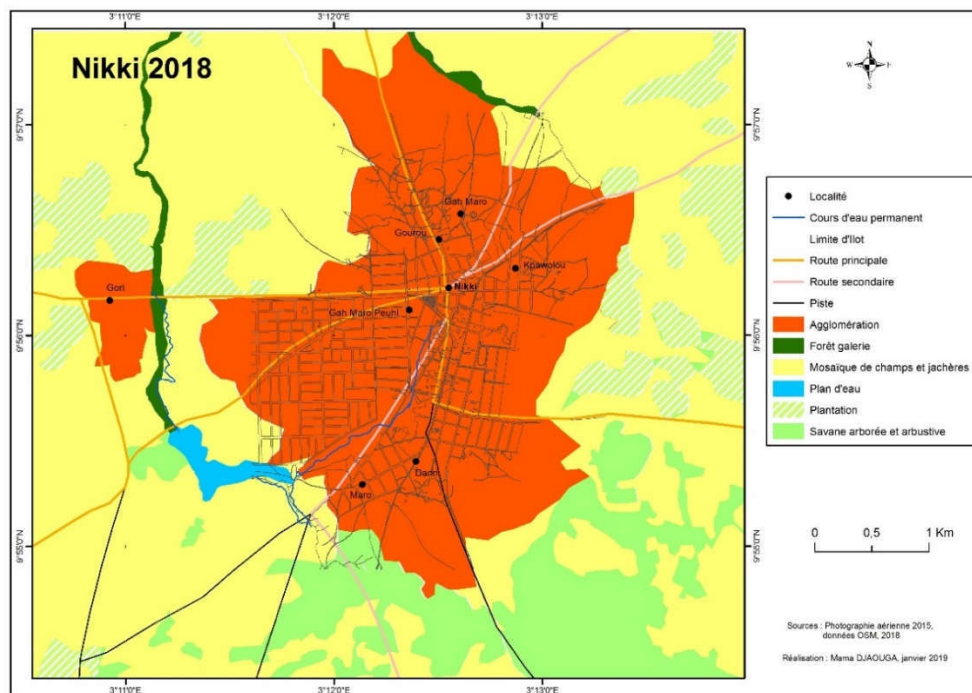 3°11'0"E 3°12'0"E 3°13'0"E
Nikki 2018
N
W E
S
9°57'0"N 9°57'0"N
Gah Maro
Gourou
Kpawolou
Nikki
Gori
Gah Maro Peuhl
9°56'0"N 9°56'0"N
Danri
Maro
9°55'0"N 9°55'0"N
3°11'0"E 3°12'0"E 3°13'0"E
Localité
Cours d'eau permanent
Limite d'Ilot
Route principale
Route secondaire
Piste
Agglomération
Forêt galerie
Mosaïque de champs et jachères
Plan d'eau
Plantation
Savane arborée et arbustive
0 0,5 1 Km
Sources : Photographie aérienne 2015,
données OSM, 2018
Réalisation : Mama DJAOUGA, janvier 2019